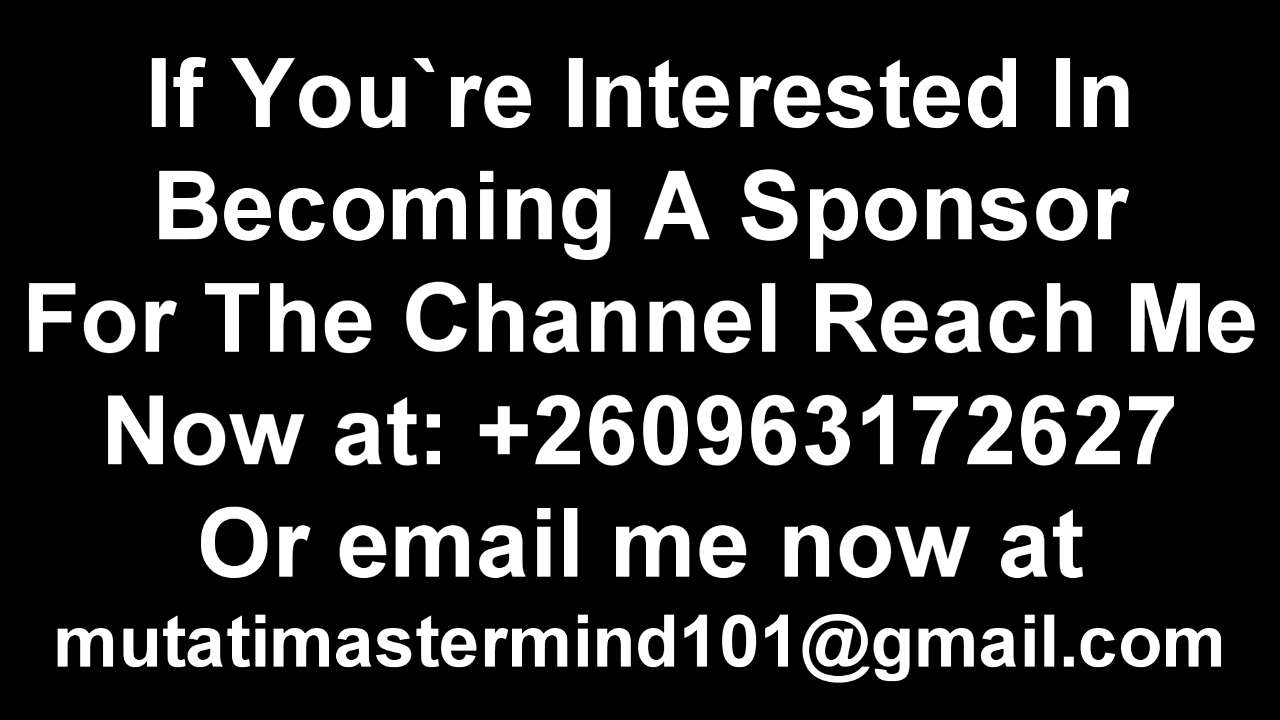 If You`re Interested In
Becoming A Sponsor
For The Channel Reach Me
Now at: +260963172627
Or email me now at
mutatimastermind101@gmail.com